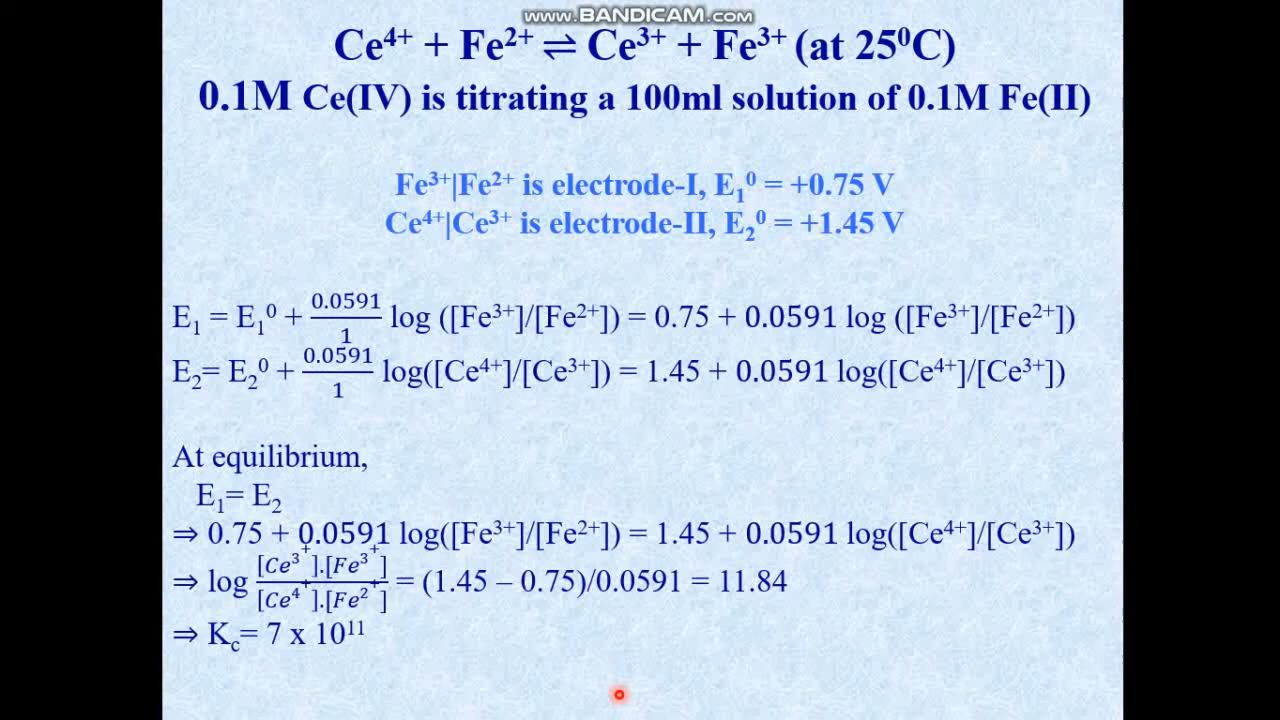 www.BANDICAM.com
Ce⁴⁺ + Fe²⁺ ⇌ Ce³⁺ + Fe³⁺ (at 25⁰C)
0.1M Ce(IV) is titrating a 100ml solution of 0.1M Fe(II)
Fe³⁺|Fe²⁺ is electrode-I, E₁⁰ = +0.75 V
Ce⁴⁺|Ce³⁺ is electrode-II, E₂⁰ = +1.45 V
E₁ = E₁⁰ + 0.0591/1 log ([Fe³⁺]/[Fe²⁺]) = 0.75 + 0.0591 log ([Fe³⁺]/[Fe²⁺])
E₂= E₂⁰ + 0.0591/1 log([Ce⁴⁺]/[Ce³⁺]) = 1.45 + 0.0591 log([Ce⁴⁺]/[Ce³⁺])
At equilibrium,
E₁= E₂
⇒ 0.75 + 0.0591 log([Fe³⁺]/[Fe²⁺]) = 1.45 + 0.0591 log([Ce⁴⁺]/[Ce³⁺])
⇒ log [Ce³⁺].[Fe³⁺]/[Ce⁴⁺].[Fe²⁺] = (1.45 – 0.75)/0.0591 = 11.84
⇒ K꜀= 7 x 10¹¹